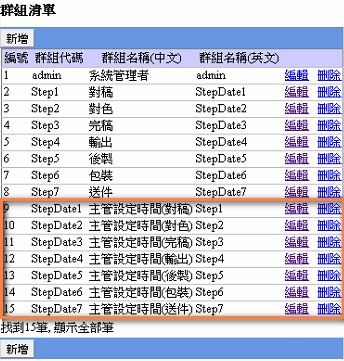 群組清單
新增
編號 群組代碼 群組名稱(中文) 群組名稱(英文)
1 admin 系統管理者 admin 編輯 刪除
2 Step1 對稿 StepDate1 編輯 刪除
3 Step2 對色 StepDate2 編輯 刪除
4 Step3 完稿 StepDate3 編輯 刪除
5 Step4 輸出 StepDate4 編輯 刪除
6 Step5 後製 StepDate5 編輯 刪除
7 Step6 包裝 StepDate6 編輯 刪除
8 Step7 送件 StepDate7 編輯 刪除
9 StepDate1 主管設定時間(對稿) Step1 編輯 刪除
10 StepDate2 主管設定時間(對色) Step2 編輯 刪除
11 StepDate3 主管設定時間(完稿) Step3 編輯 刪除
12 StepDate4 主管設定時間(輸出) Step4 編輯 刪除
13 StepDate5 主管設定時間(後製) Step5 編輯 刪除
14 StepDate6 主管設定時間(包裝) Step6 編輯 刪除
15 StepDate7 主管設定時間(送件) Step7 編輯 刪除
找到15筆, 顯示全部筆
新增